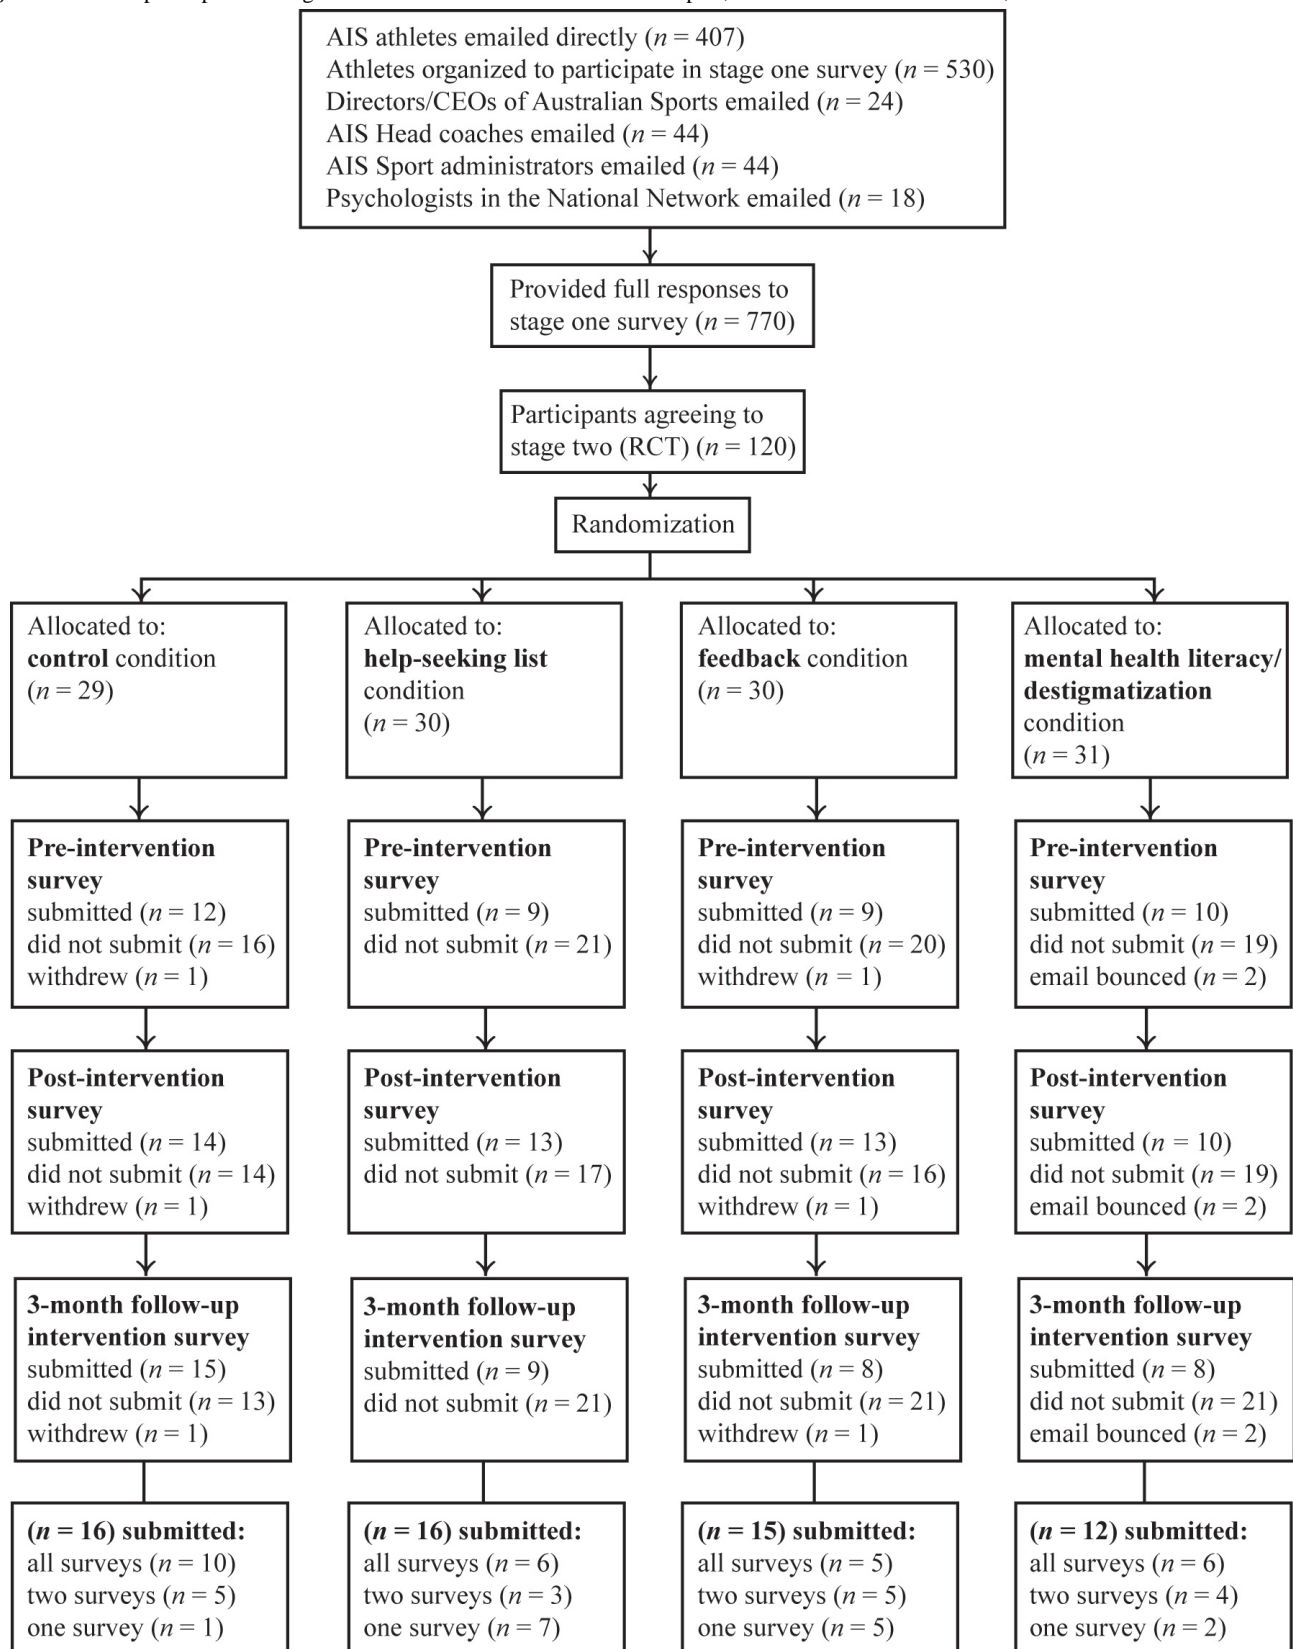 AIS athletes emailed directly (n = 407)
Athletes organized to participate in stage one survey (n = 530)
Directors/CEOs of Australian Sports emailed (n = 24)
AIS Head coaches emailed (n = 44)
AIS Sport administrators emailed (n = 44)
Psychologists in the National Network emailed (n = 18)
Provided full responses to
stage one survey (n = 770)
Participants agreeing to
stage two (RCT) (n = 120)
Randomization
Allocated to:
control condition
(n = 29)
Allocated to:
help-seeking list
condition
(n = 30)
Allocated to:
feedback condition
(n = 30)
Allocated to:
mental health literacy/
destigmatization
condition
(n = 31)
Pre-intervention
survey
submitted (n = 12)
did not submit (n = 16)
withdrew (n = 1)
Pre-intervention
survey
submitted (n = 9)
did not submit (n = 21)
Pre-intervention
survey
submitted (n = 9)
did not submit (n = 20)
withdrew (n = 1)
Pre-intervention
survey
submitted (n = 10)
did not submit (n = 19)
email bounced (n = 2)
Post-intervention
survey
submitted (n = 14)
did not submit (n = 14)
withdrew (n = 1)
Post-intervention
survey
submitted (n = 13)
did not submit (n = 17)
Post-intervention
survey
submitted (n = 13)
did not submit (n = 16)
withdrew (n = 1)
Post-intervention
survey
submitted (n = 10)
did not submit (n = 19)
email bounced (n = 2)
3-month follow-up
intervention survey
submitted (n = 15)
did not submit (n = 13)
withdrew (n = 1)
3-month follow-up
intervention survey
submitted (n = 9)
did not submit (n = 21)
3-month follow-up
intervention survey
submitted (n = 8)
did not submit (n = 21)
withdrew (n = 1)
3-month follow-up
intervention survey
submitted (n = 8)
did not submit (n = 21)
email bounced (n = 2)
(n = 16) submitted:
all surveys (n = 10)
two surveys (n = 5)
one survey (n = 1)
(n = 16) submitted:
all surveys (n = 6)
two surveys (n = 3)
one survey (n = 7)
(n = 15) submitted:
all surveys (n = 5)
two surveys (n = 5)
one survey (n = 5)
(n = 12) submitted:
all surveys (n = 6)
two surveys (n = 4)
one survey (n = 2)